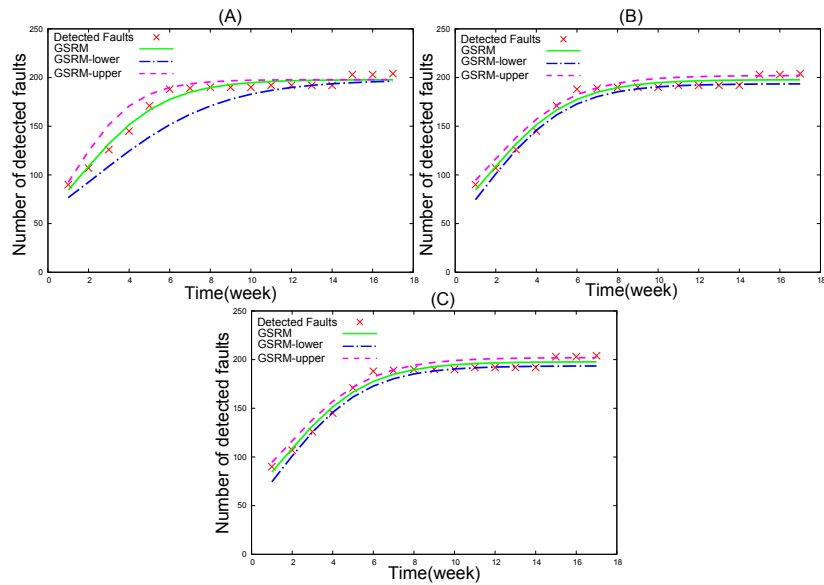 (A)
Number of detected faults
250
200
150
100
50
0
Detected Faults
GSRM
GSRM-lower
GSRM-upper
0 2 4 6 8 10 12 14 16 18
Time(week)
(B)
Number of detected faults
250
200
150
100
50
0
Detected Faults
GSRM
GSRM-lower
GSRM-upper
0 2 4 6 8 10 12 14 16 18
Time(week)
(C)
Number of detected faults
250
200
150
100
50
0
Detected Faults
GSRM
GSRM-lower
GSRM-upper
0 2 4 6 8 10 12 14 16 18
Time(week)